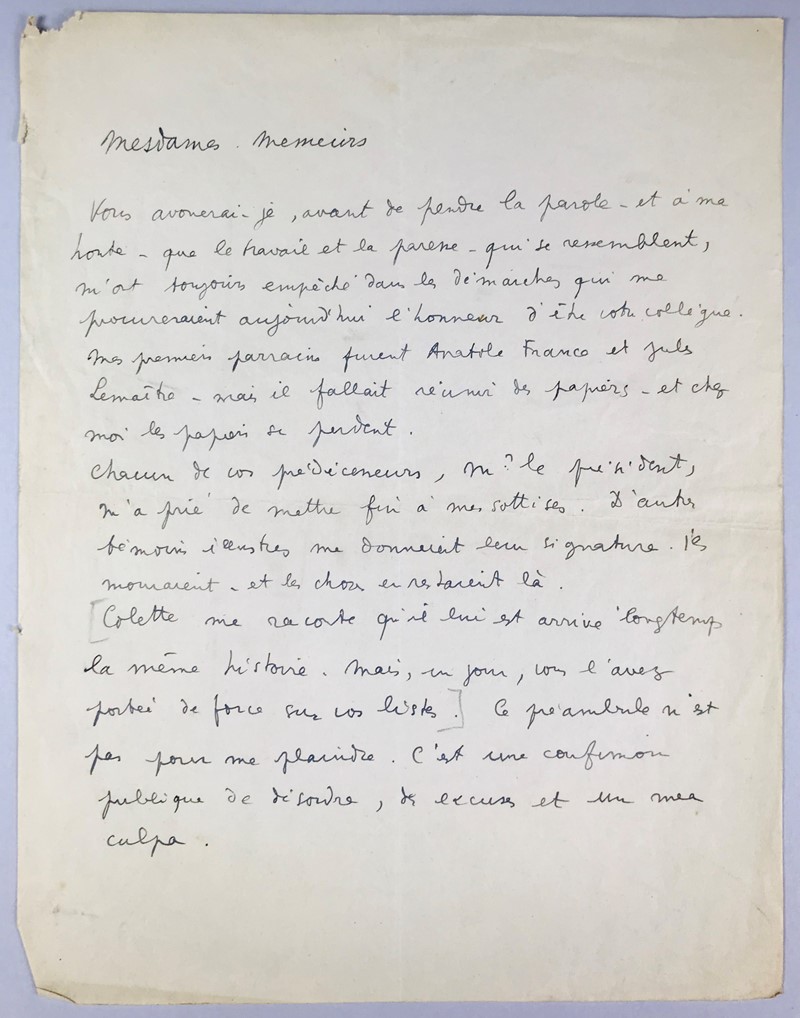 Mesdames. Messieurs
Vous avouerai-je, avant de prendre la parole - et à ma
honte - que le travail et la paresse - qui se ressemblent,
m'ont toujours empêché dans les démarches qui me
procureraient aujourd'hui l'honneur d'être votre collègue.
Mes premiers parrains furent Anatole France et Jules
Lemaître - mais il fallait réunir des papiers - et chez
moi les papiers se perdent.
Chacun de vos prédécesseurs, Mr le président,
m'a prié de mettre fin à mes sottises. D'autres
témoins illustres me donnaient leur signature. Ils
mouraient - et les choses en restaient là.
[Colette me raconte qu'il lui est arrivé longtemps
la même histoire. Mais, un jour, vous l'avez
portée de force sur vos listes.] Ce préambule n'est
pas pour me plaindre. C'est une confession
publique de désordre, des excuses et un mea
culpa.